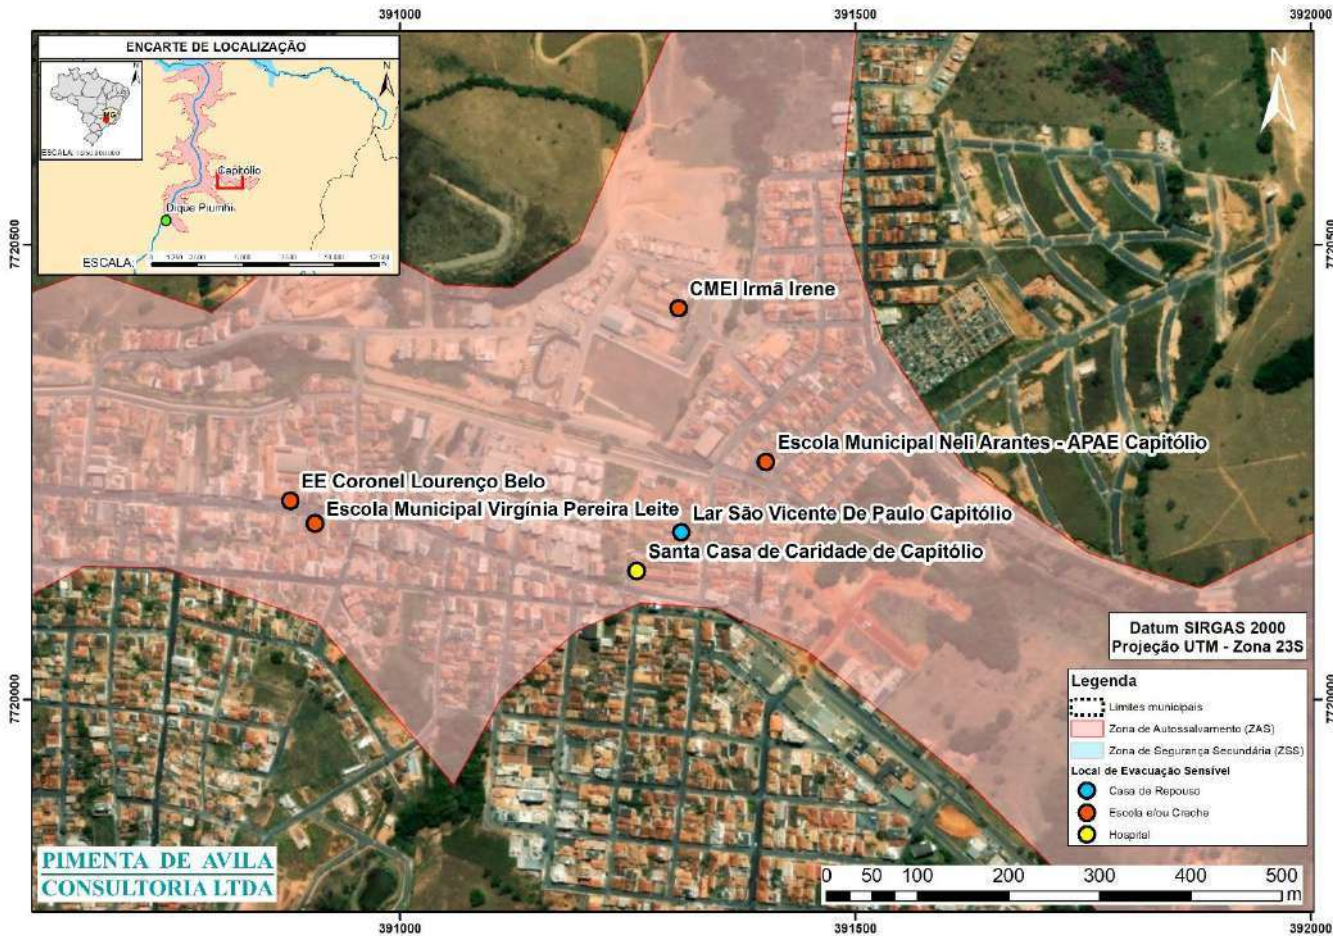 391000
391500
392000
ENCARTE DE LOCALIZAÇÃO
N
N
MG
Capitólio
Dique Piumhi
ESCALA:
N
7720500
7720500
CMEI Irmã Irene
Escola Municipal Neli Arantes - APAE Capitólio
EE Coronel Lourenço Belo
Escola Municipal Virgínia Pereira Leite
Lar São Vicente De Paulo Capitólio
Santa Casa de Caridade de Capitólio
Datum SIRGAS 2000
Projeção UTM - Zona 23S
7720000
7720000
Legenda
Limites municipais
Zona de Autossalvamento (ZAS)
Zona de Segurança Secundária (ZSS)
Local de Evacuação Sensível
Casa de Repouso
Escola e/ou Creche
Hospital
PIMENTA DE AVILA
CONSULTORIA LTDA
0 50 100 200 300 400 500
m
391000
391500
392000